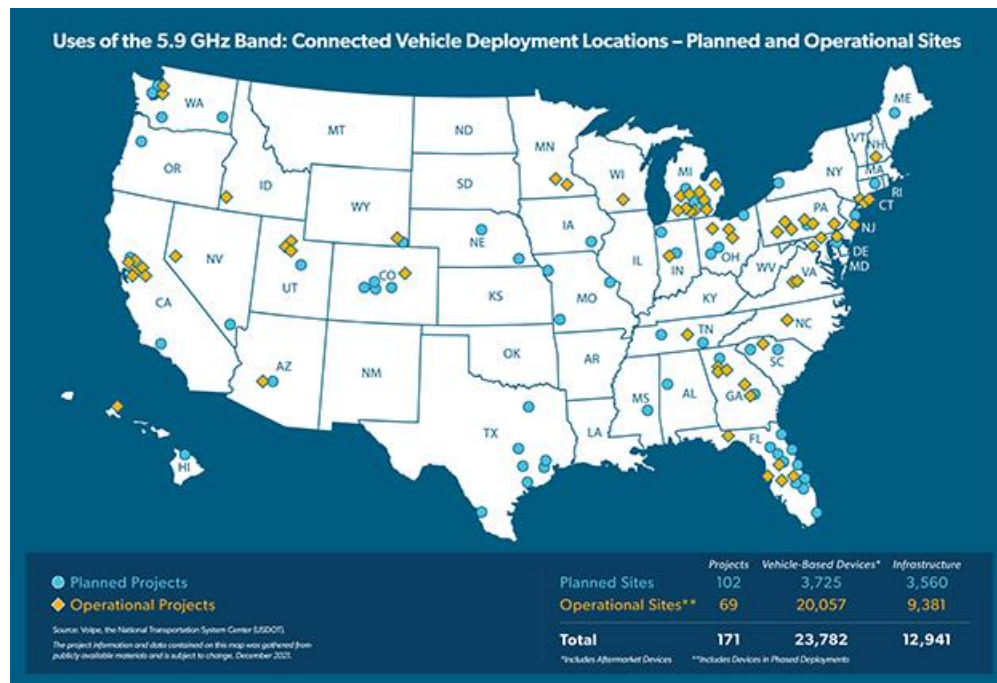 Uses of the 5.9 GHz Band: Connected Vehicle Deployment Locations – Planned and Operational Sites
WA
MT
ND
MN
ME
VT
NH
OR
ID
SD
WI
MI
NY
MA
RI
CT
WY
IA
PA
NJ
NE
NV
UT
CO
IL
IN
OH
DE
MD
WV
VA
CA
KS
MO
KY
NC
AZ
NM
OK
AR
TN
SC
MS
AL
GA
TX
LA
FL
HI
Planned Projects
Operational Projects
Source: Volpe, the National Transportation System Center (USDOT).
The project information and data contained on this map was gathered from
publicly available materials and is subject to change. December 2021.
Projects Vehicle-Based Devices* Infrastructure
Planned Sites 102 3,725 3,560
Operational Sites** 69 20,057 9,381
Total 171 23,782 12,941
*Includes Aftermarket Devices **Includes Devices in Phased Deployments